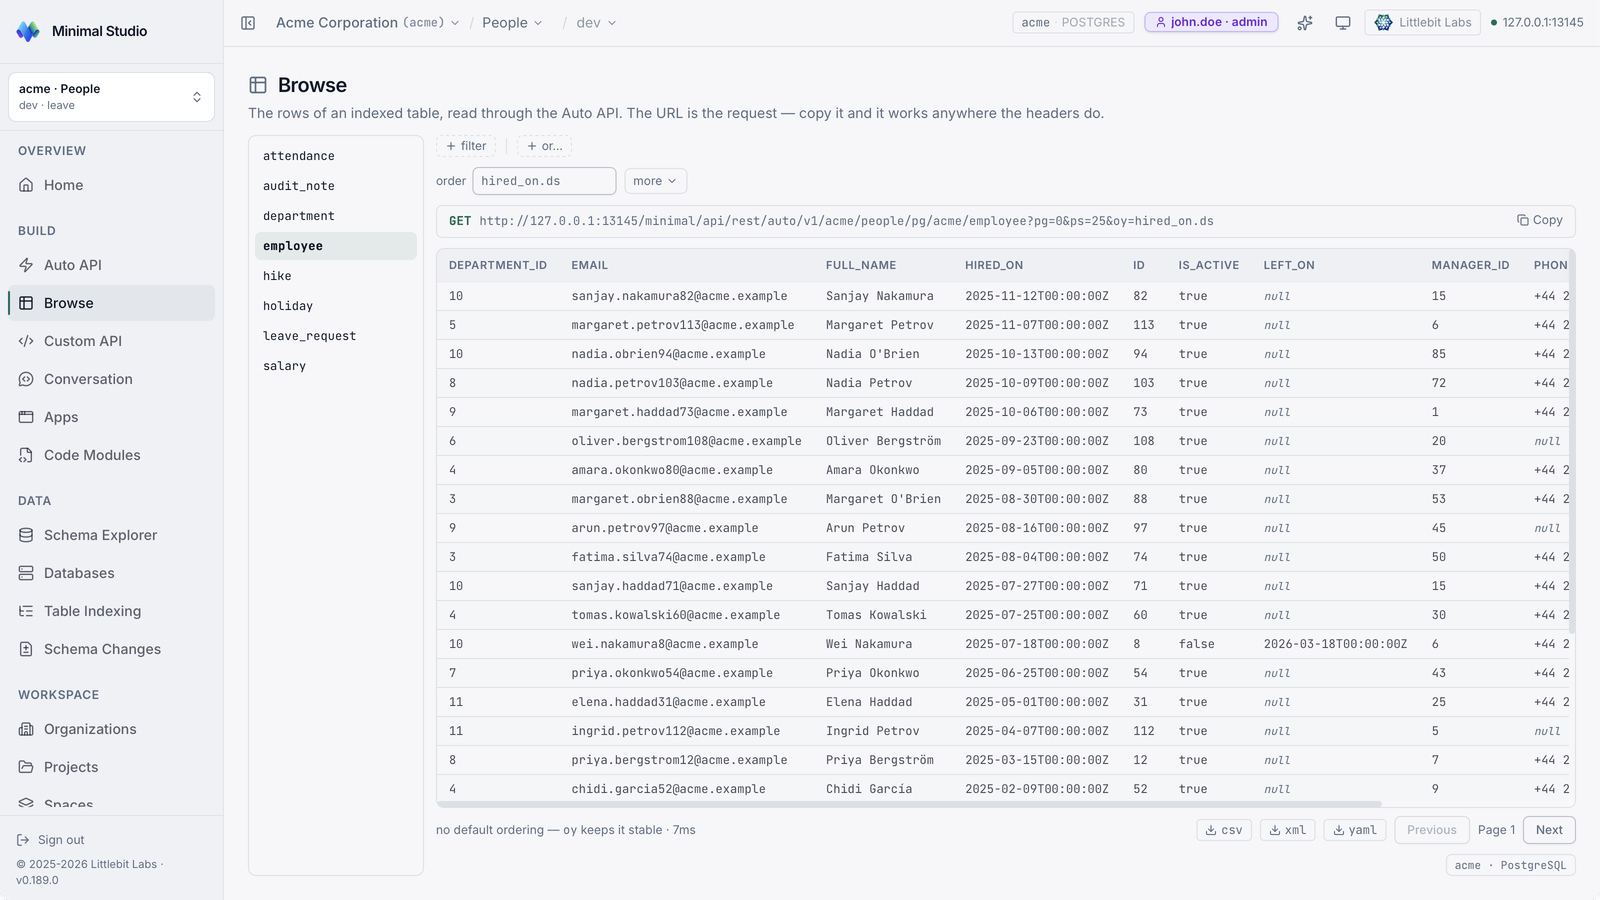 Minimal Studio
acme · People
dev · leave
OVERVIEW
Home
BUILD
Auto API
Browse
Custom API
Conversation
Apps
Code Modules
DATA
Schema Explorer
Databases
Table Indexing
Schema Changes
WORKSPACE
Organizations
Projects
Spaces
Sign out
© 2025-2026 Littlebit Labs ·
v0.189.0
Acme Corporation (acme) / People / dev
acme · POSTGRES
john.doe · admin
Littlebit Labs
127.0.0.1:13145
Browse
The rows of an indexed table, read through the Auto API. The URL is the request — copy it and it works anywhere the headers do.
attendance
audit_note
department
employee
hike
holiday
leave_request
salary
+ filter + or...
order hired_on.ds more
GET http://127.0.0.1:13145/minimal/api/rest/auto/v1/acme/people/pg/acme/employee?pg=0&ps=25&oy=hired_on.ds Copy
DEPARTMENT_ID EMAIL FULL_NAME HIRED_ON ID IS_ACTIVE LEFT_ON MANAGER_ID PHON
10 sanjay.nakamura82@acme.example Sanjay Nakamura 2025-11-12T00:00:00Z 82 true null 15 +44 2
5 margaret.petrov113@acme.example Margaret Petrov 2025-11-07T00:00:00Z 113 true null 6 +44 2
10 nadia.obrien94@acme.example Nadia O'Brien 2025-10-13T00:00:00Z 94 true null 85 +44 2
8 nadia.petrov103@acme.example Nadia Petrov 2025-10-09T00:00:00Z 103 true null 72 +44 2
9 margaret.haddad73@acme.example Margaret Haddad 2025-10-06T00:00:00Z 73 true null 1 +44 2
6 oliver.bergstrom108@acme.example Oliver Bergström 2025-09-23T00:00:00Z 108 true null 20 null
4 amara.okonkwo80@acme.example Amara Okonkwo 2025-09-05T00:00:00Z 80 true null 37 +44 2
3 margaret.obrien88@acme.example Margaret O'Brien 2025-08-30T00:00:00Z 88 true null 53 +44 2
9 arun.petrov97@acme.example Arun Petrov 2025-08-16T00:00:00Z 97 true null 45 null
3 fatima.silva74@acme.example Fatima Silva 2025-08-04T00:00:00Z 74 true null 50 +44 2
10 sanjay.haddad71@acme.example Sanjay Haddad 2025-07-27T00:00:00Z 71 true null 15 +44 2
4 tomas.kowalski60@acme.example Tomas Kowalski 2025-07-25T00:00:00Z 60 true null 30 +44 2
10 wei.nakamura8@acme.example Wei Nakamura 2025-07-18T00:00:00Z 8 false 2026-03-18T00:00:00Z 6 +44 2
7 priya.okonkwo54@acme.example Priya Okonkwo 2025-06-25T00:00:00Z 54 true null 43 +44 2
11 elena.haddad31@acme.example Elena Haddad 2025-05-01T00:00:00Z 31 true null 25 +44 2
11 ingrid.petrov112@acme.example Ingrid Petrov 2025-04-07T00:00:00Z 112 true null 5 null
8 priya.bergstrom12@acme.example Priya Bergström 2025-03-15T00:00:00Z 12 true null 7 +44 2
4 chidi.garcia52@acme.example Chidi García 2025-02-09T00:00:00Z 52 true null 9 +44 2
no default ordering — oy keeps it stable · 7ms
csv xml yaml Previous Page 1 Next
acme · PostgreSQL